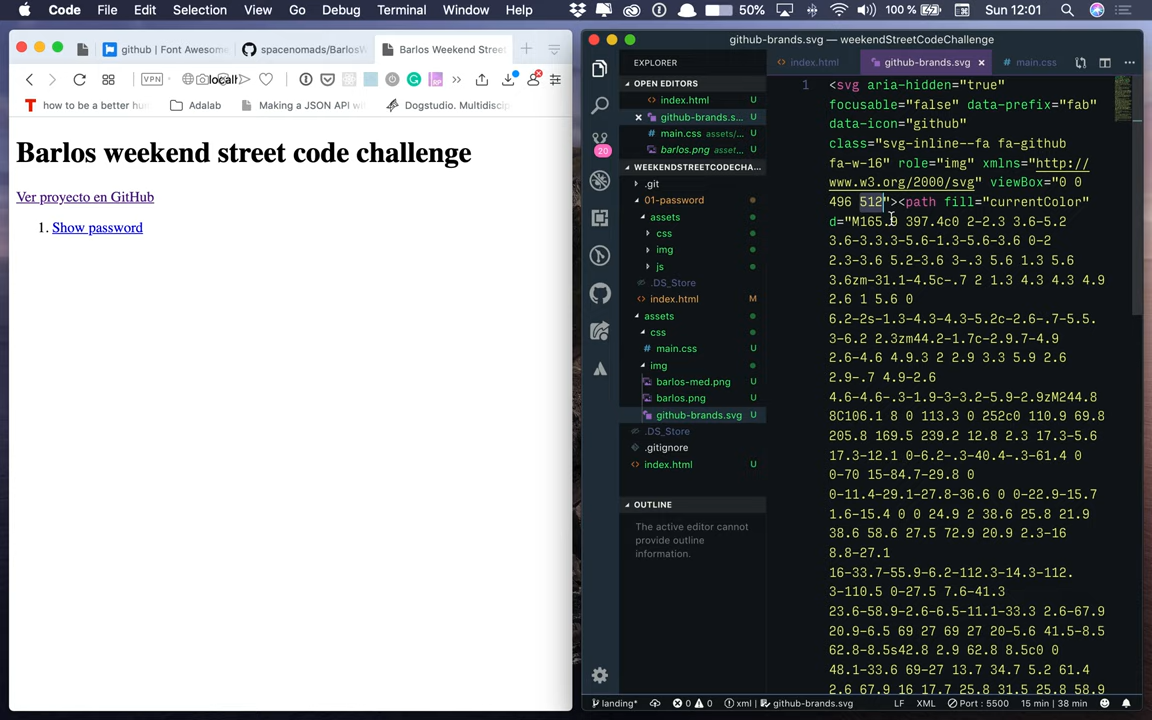 Code File Edit Selection View Go Debug Terminal Window Help 50% 100 % Sun 12:01
github | Font Awesome
spacenomads/BarlosW
Barlos Weekend Stree
VPN localh
how to be a better hum
Adalab
Making a JSON API wi
Dogstudio. Multidiscip
Barlos weekend street code challenge
Ver proyecto en GitHub
1. Show password
github-brands.svg — weekendStreetCodeChallenge
EXPLORER
OPEN EDITORS
index.html U
github-brands.s... U
main.css assets/... U
barlos.png asset... U
WEEKENDSTREETCODECHA...
.git
01-password
assets
css
img
js
.DS_Store
index.html M
assets
css
main.css U
img
barlos-med.png U
barlos.png U
github-brands.svg U
.DS_Store
.gitignore
index.html U
OUTLINE
The active editor cannot
provide outline
information.
20
index.html
github-brands.svg
main.css
1 <svg aria-hidden="true"
focusable="false" data-prefix="fab"
data-icon="github"
class="svg-inline--fa fa-github
fa-w-16" role="img" xmlns="http://
www.w3.org/2000/svg" viewBox="0 0
496 512"><path fill="currentColor"
d="M165.9 397.4c0 2-2.3 3.6-5.2
3.6-3.3.3-5.6-1.3-5.6-3.6 0-2
2.3-3.6 5.2-3.6 3-.3 5.6 1.3 5.6
3.6zm-31.1-4.5c-.7 2 1.3 4.3 4.3 4.9
2.6 1 5.6 0
6.2-2s-1.3-4.3-4.3-5.2c-2.6-.7-5.5.
3-6.2 2.3zm44.2-1.7c-2.9.7-4.9
2.6-4.6 4.9.3 2 2.9 3.3 5.9 2.6
2.9-.7 4.9-2.6
4.6-4.6-.3-1.9-3-3.2-5.9-2.9zM244.8
8C106.1 8 0 113.3 0 252c0 110.9 69.8
205.8 169.5 239.2 12.8 2.3 17.3-5.6
17.3-12.1 0-6.2-.3-40.4-.3-61.4 0
0-70 15-84.7-29.8 0
0-11.4-29.1-27.8-36.6 0 0-22.9-15.7
1.6-15.4 0 0 24.9 2 38.6 25.8 21.9
38.6 58.6 27.5 72.9 20.9 2.3-16
8.8-27.1
16-33.7-55.9-6.2-112.3-14.3-112.
3-110.5 0-27.5 7.6-41.3
23.6-58.9-2.6-6.5-11.1-33.3 2.6-67.9
20.9-6.5 69 27 69 27 20-5.6 41.5-8.5
62.8-8.5s42.8 2.9 62.8 8.5c0 0
48.1-33.6 69-27 13.7 34.7 5.2 61.4
2.6 67.9 16 17.7 25.8 31.5 25.8 58.9
landing* 0 0 xml | github-brands.svg LF XML Port : 5500 15 min | 38 min